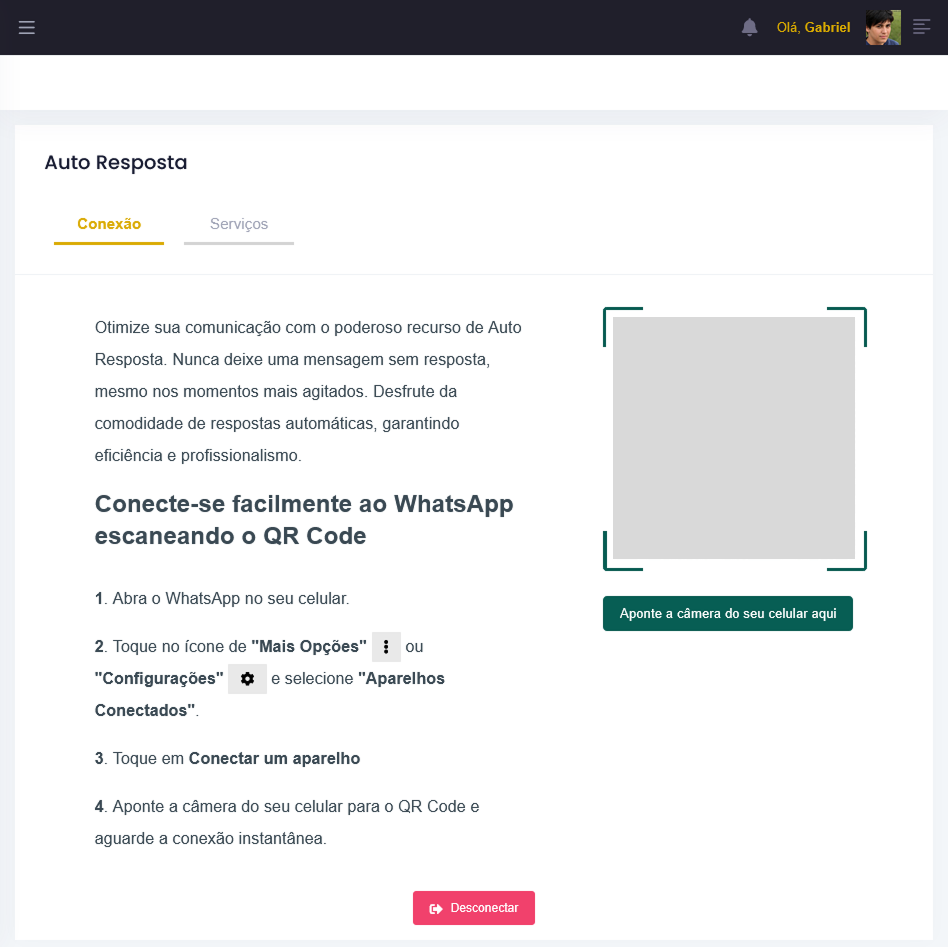 Olá, Gabriel
Auto Resposta
Conexão
Serviços
Otimize sua comunicação com o poderoso recurso de Auto
Resposta. Nunca deixe uma mensagem sem resposta,
mesmo nos momentos mais agitados. Desfrute da
comodidade de respostas automáticas, garantindo
eficiência e profissionalismo.
Conecte-se facilmente ao WhatsApp
escaneando o QR Code
1. Abra o WhatsApp no seu celular.
2. Toque no ícone de "Mais Opções" ou
"Configurações" e selecione "Aparelhos
Conectados".
3. Toque em Conectar um aparelho
4. Aponte a câmera do seu celular para o QR Code e
aguarde a conexão instantânea.
Aponte a câmera do seu celular aqui
Desconectar